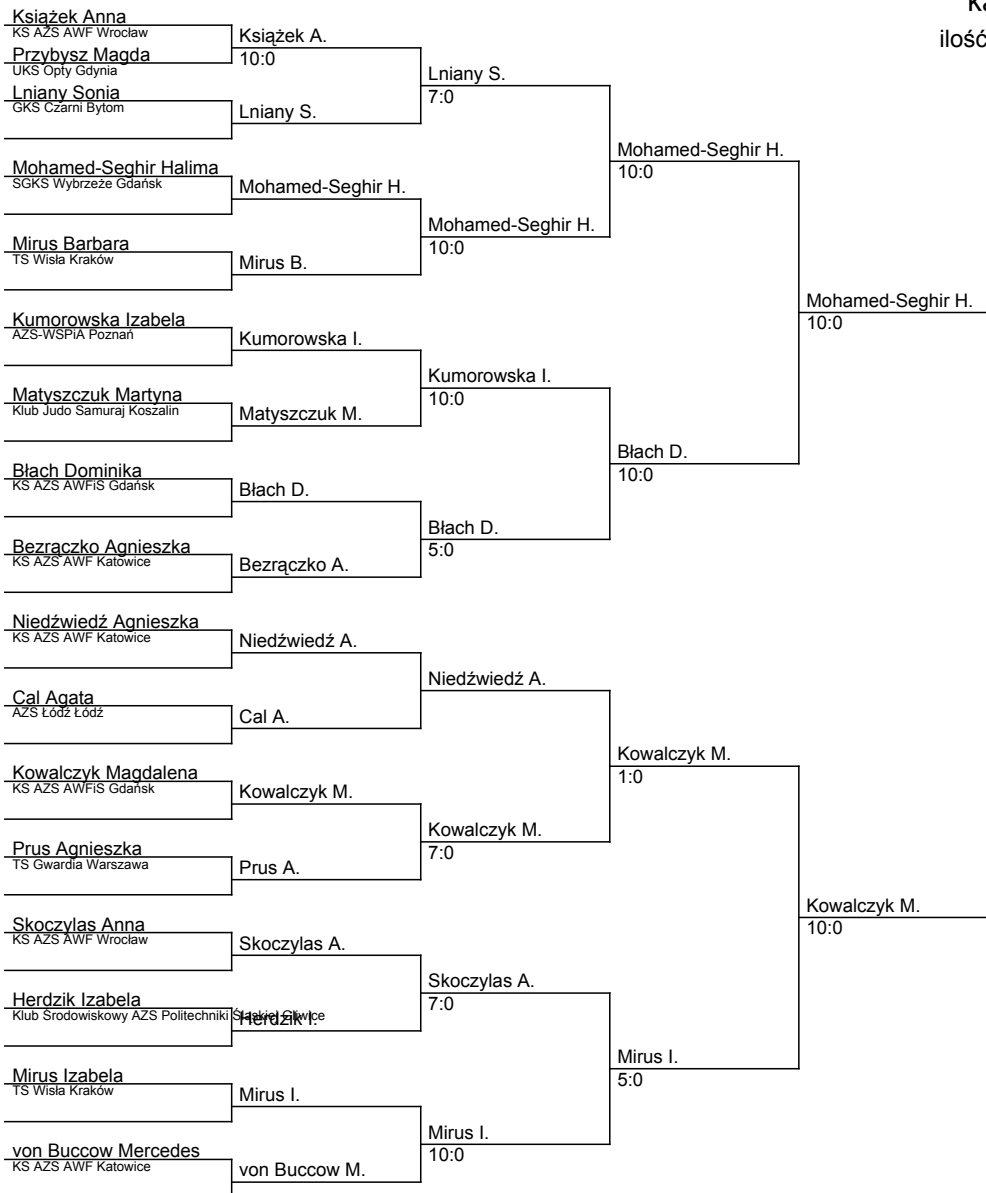 Książek Anna
KS AZS AWF Wrocław
Przybysz Magda
UKS Opty Gdynia
Lniany Sonia
GKS Czarni Bytom
Mohamed-Seghir Halima
SGKS Wybrzeże Gdańsk
Mirus Barbara
TS Wisła Kraków
Kumorowska Izabela
AZS-WSPiA Poznań
Matyszczuk Martyna
Klub Judo Samuraj Koszalin
Błach Dominika
KS AZS AWFiS Gdańsk
Bezrączko Agnieszka
KS AZS AWF Katowice
Niedźwiedź Agnieszka
KS AZS AWF Katowice
Cal Agata
AZS Łódź Łódź
Kowalczyk Magdalena
KS AZS AWFiS Gdańsk
Prus Agnieszka
TS Gwardia Warszawa
Skoczylas Anna
KS AZS AWF Wrocław
Herdzik Izabela
Klub Środowiskowy AZS Politechniki Śląskiej Gliwice
Mirus Izabela
TS Wisła Kraków
von Buccow Mercedes
KS AZS AWF Katowice
Książek A.
10:0
Lniany S.
Mohamed-Seghir H.
Mirus B.
Kumorowska I.
Matyszczuk M.
Błach D.
Bezrączko A.
Niedźwiedź A.
Cal A.
Kowalczyk M.
Prus A.
Skoczylas A.
Herdzik I.
Mirus I.
von Buccow M.
Lniany S.
7:0
Mohamed-Seghir H.
10:0
Kumorowska I.
10:0
Błach D.
5:0
Niedźwiedź A.
Kowalczyk M.
7:0
Skoczylas A.
7:0
Mirus I.
10:0
Mohamed-Seghir H.
10:0
Błach D.
10:0
Kowalczyk M.
1:0
Mirus I.
5:0
Mohamed-Seghir H.
10:0
Kowalczyk M.
10:0
ilość